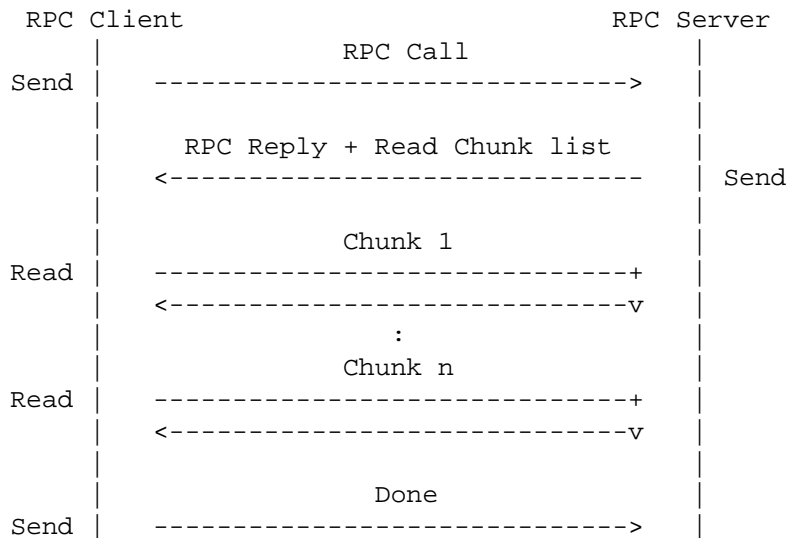 RPC Client                           RPC Server
     |               RPC Call               |
Send |   ------------------------------>   |
     |                                      |
     |     RPC Reply + Read Chunk list      |
     |   <------------------------------   | Send
     |                                      |
     |               Chunk 1                |
Read |   ------------------------------+   |
     |   <-----------------------------v   |
     |                  :                   |
     |               Chunk n                |
Read |   ------------------------------+   |
     |   <-----------------------------v   |
     |                                      |
     |                 Done                 |
Send |   ------------------------------>   |